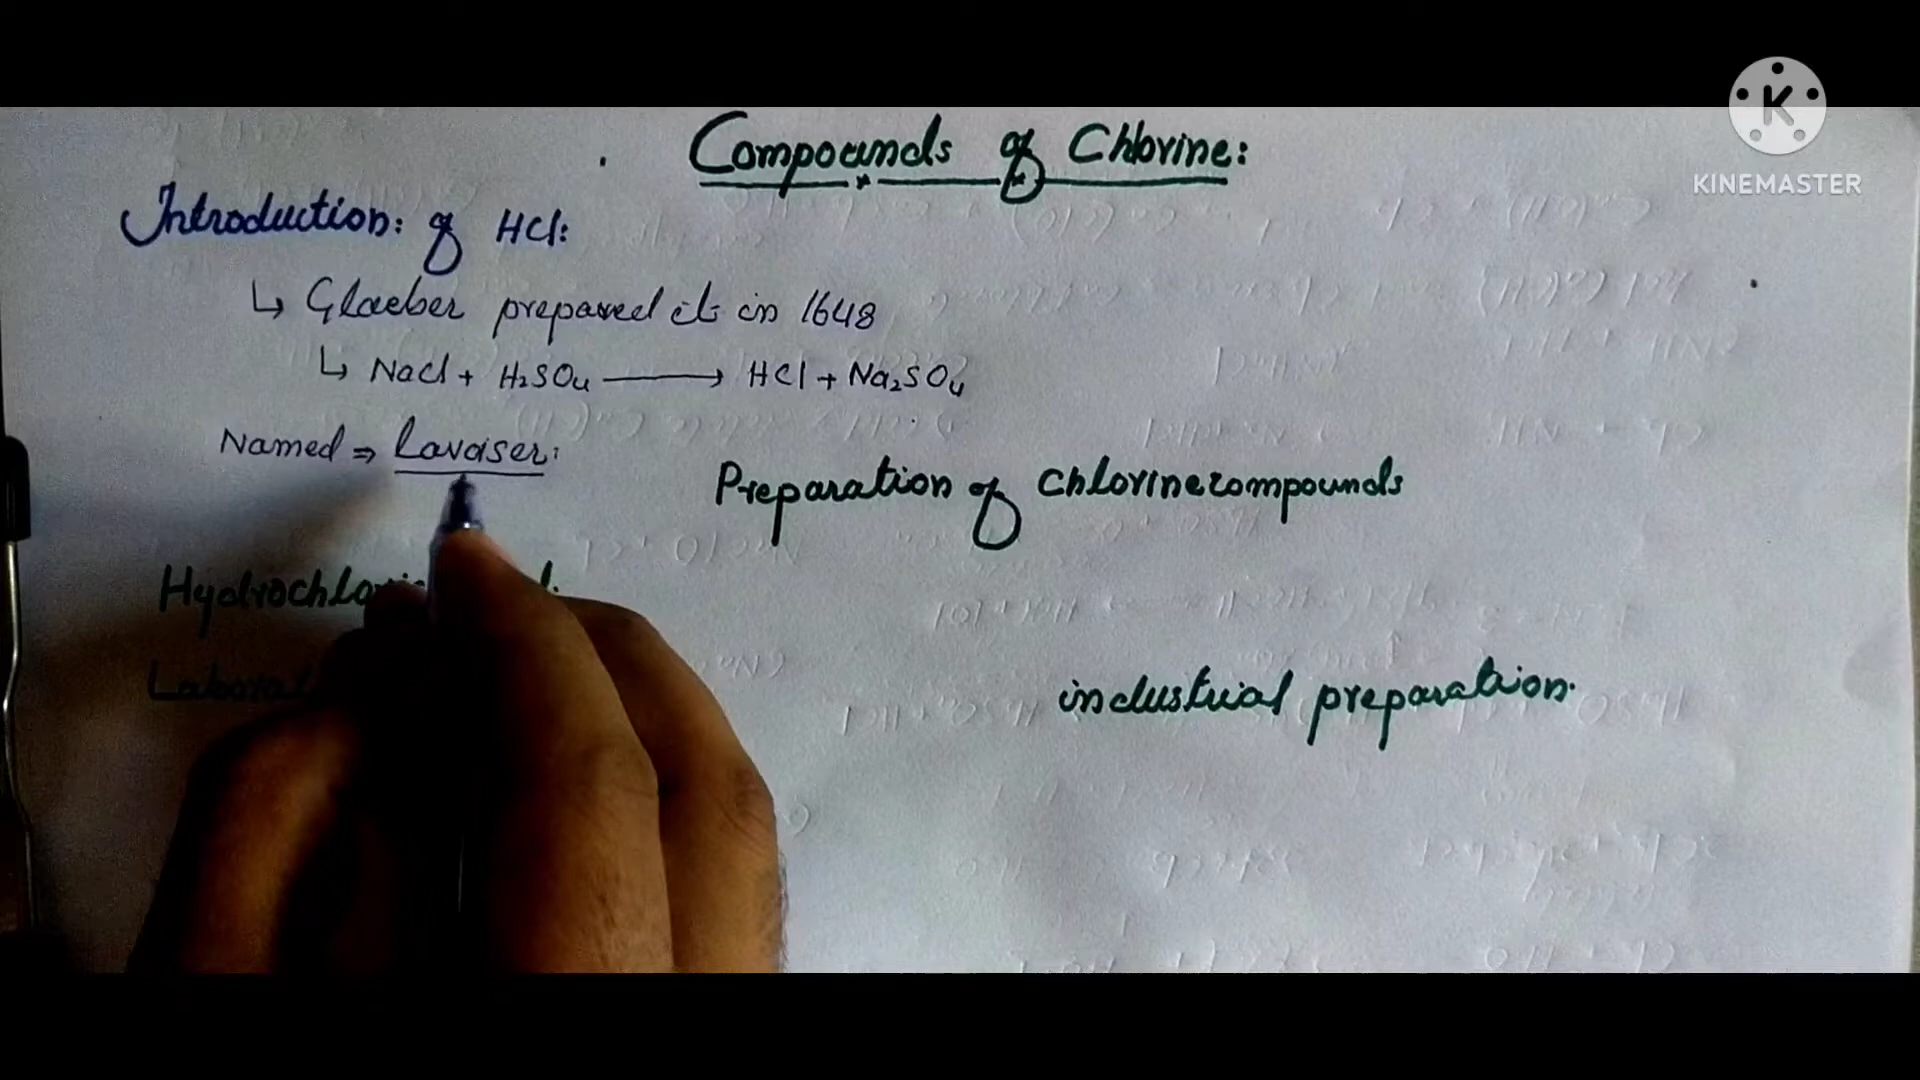 Compounds of Chlorine:
KINEMASTER
Introduction: of HCl:
↳ Glaeber prepared it in 1648
↳ NaCl + H₂SO₄ ⟶ HCl + Na₂SO₄
Named ⇒ Lavaiser:
Preparation of Chlorine compounds
industrial preparation.